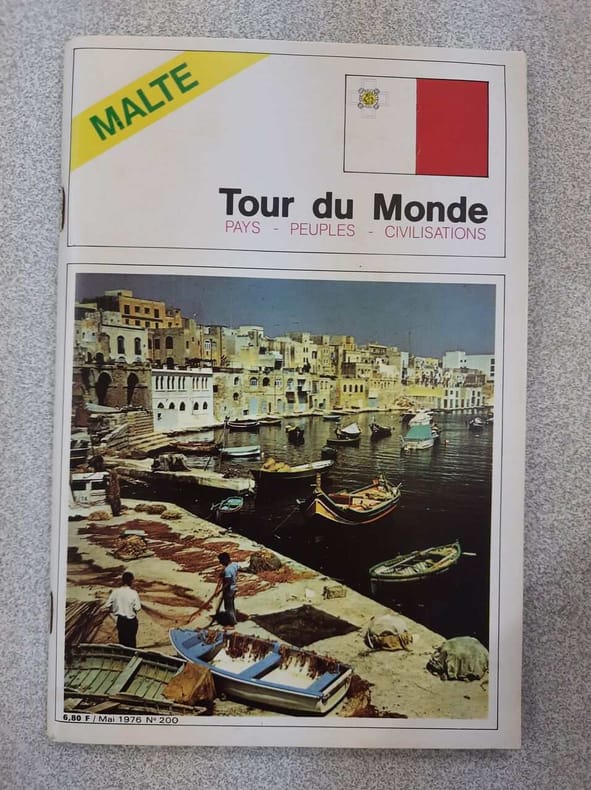 MALTE
Tour du Monde
PAYS - PEUPLES - CIVILISATIONS
6,80 F / Mai 1976 N° 200